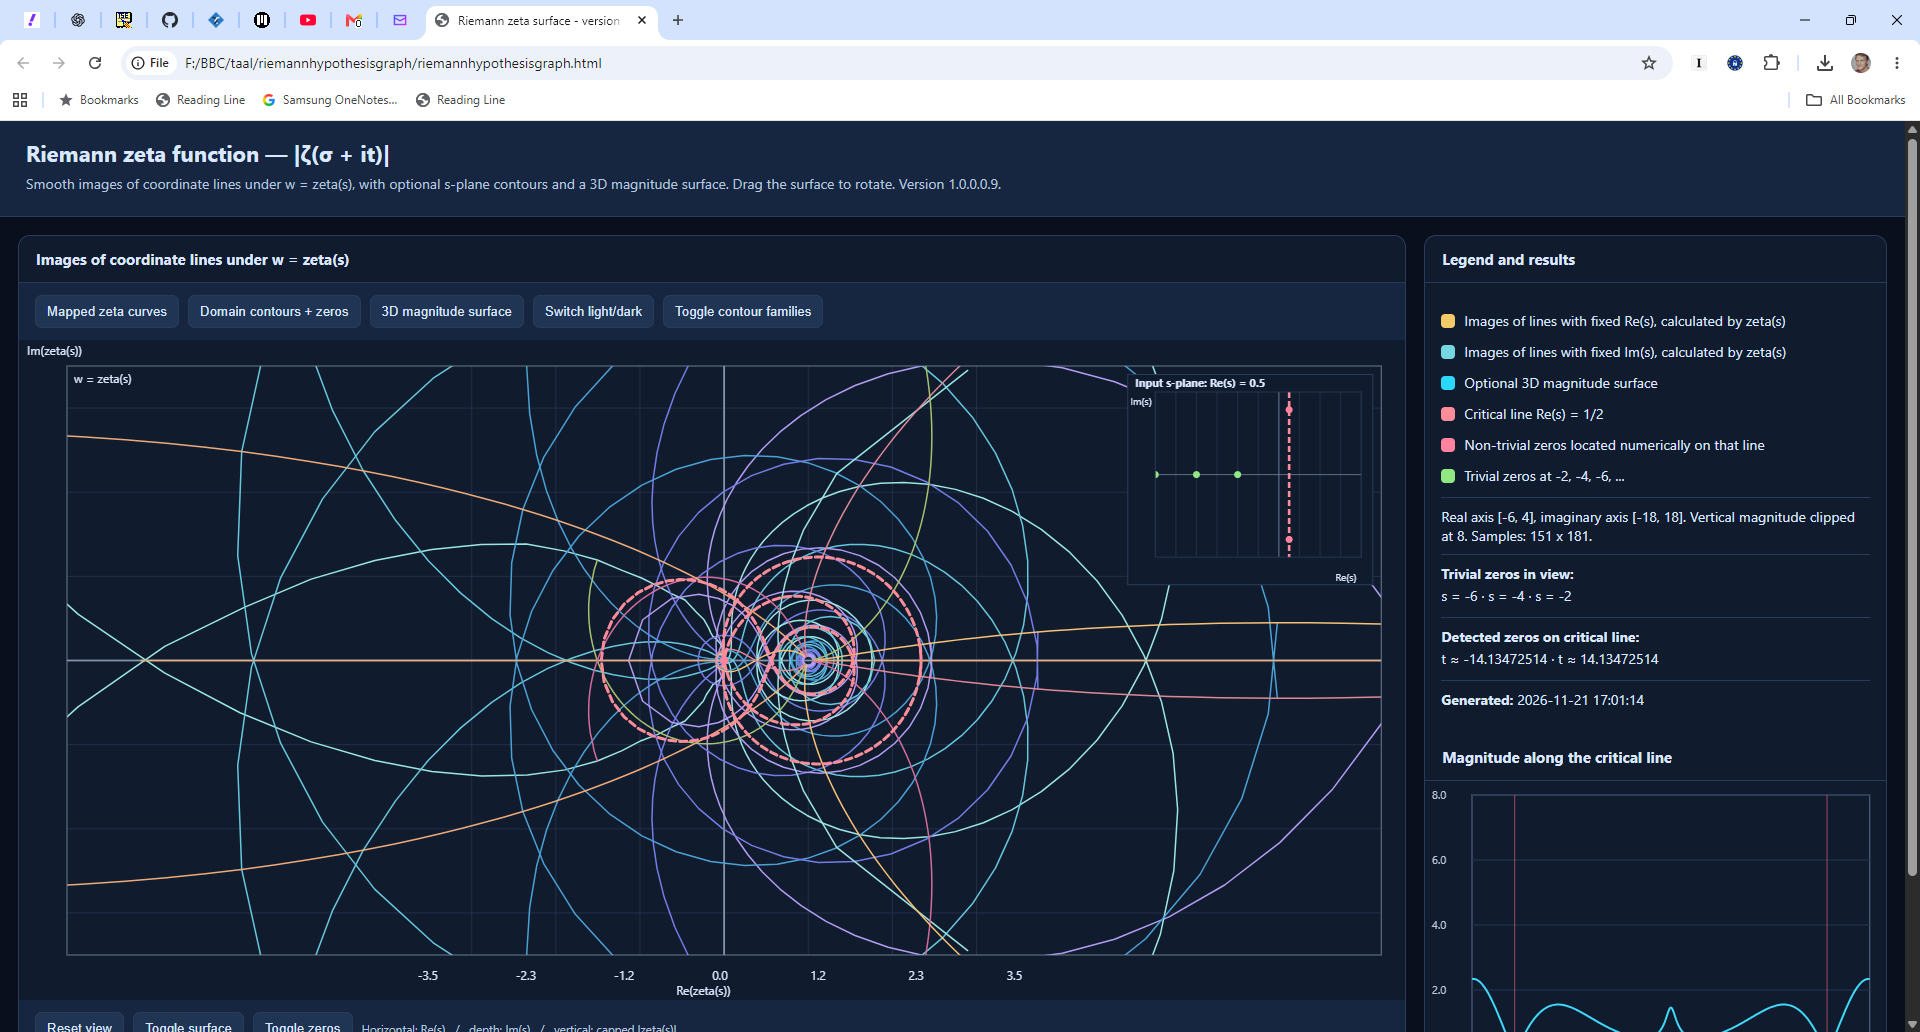 Riemann zeta surface - version
File F:/BBC/taal/riemannhypothesisgraph/riemannhypothesisgraph.html
Bookmarks Reading Line Samsung OneNotes... Reading Line All Bookmarks
Riemann zeta function — |ζ(σ + it)|
Smooth images of coordinate lines under w = zeta(s), with optional s-plane contours and a 3D magnitude surface. Drag the surface to rotate. Version 1.0.0.0.9.
Images of coordinate lines under w = zeta(s)
Mapped zeta curves Domain contours + zeros 3D magnitude surface Switch light/dark Toggle contour families
Im(zeta(s))
w = zeta(s)
Input s-plane: Re(s) = 0.5
Im(s)
Re(s)
-3.5 -2.3 -1.2 0.0 1.2 2.3 3.5
Re(zeta(s))
Reset view Toggle surface Toggle zeros Horizontal: Re(s) / depth: Im(s) / vertical: capped |zeta(s)|
Legend and results
Images of lines with fixed Re(s), calculated by zeta(s)
Images of lines with fixed Im(s), calculated by zeta(s)
Optional 3D magnitude surface
Critical line Re(s) = 1/2
Non-trivial zeros located numerically on that line
Trivial zeros at -2, -4, -6, ...
Real axis [-6, 4], imaginary axis [-18, 18]. Vertical magnitude clipped
at 8. Samples: 151 x 181.
Trivial zeros in view:
s = -6 · s = -4 · s = -2
Detected zeros on critical line:
t ≈ -14.13472514 · t ≈ 14.13472514
Generated: 2026-11-21 17:01:14
Magnitude along the critical line
8.0
6.0
4.0
2.0